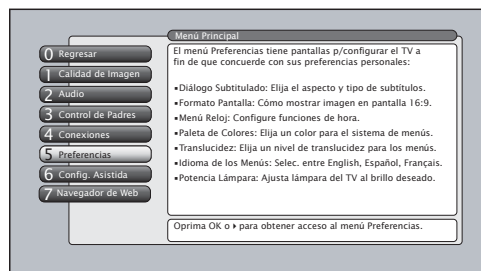 Menú Principal
0 Regresar
1 Calidad de Imagen
2 Audio
3 Control de Padres
4 Conexiones
5 Preferencias
6 Config. Asistida
7 Navegador de Web
El menú Preferencias tiene pantallas p/configurar el TV a
fin de que concuerde con sus preferencias personales:
▪Diálogo Subtitulado: Elija el aspecto y tipo de subtítulos.
▪Formato Pantalla: Cómo mostrar imagen en pantalla 16:9.
▪Menú Reloj: Configure funciones de hora.
▪Paleta de Colores: Elija un color para el sistema de menús.
▪Translucidez: Elija un nivel de translucidez para los menús.
▪Idioma de los Menús: Selec. entre English, Español, Français.
▪Potencia Lámpara: Ajusta lámpara del TV al brillo deseado.
Oprima OK o ▸ para obtener acceso al menú Preferencias.